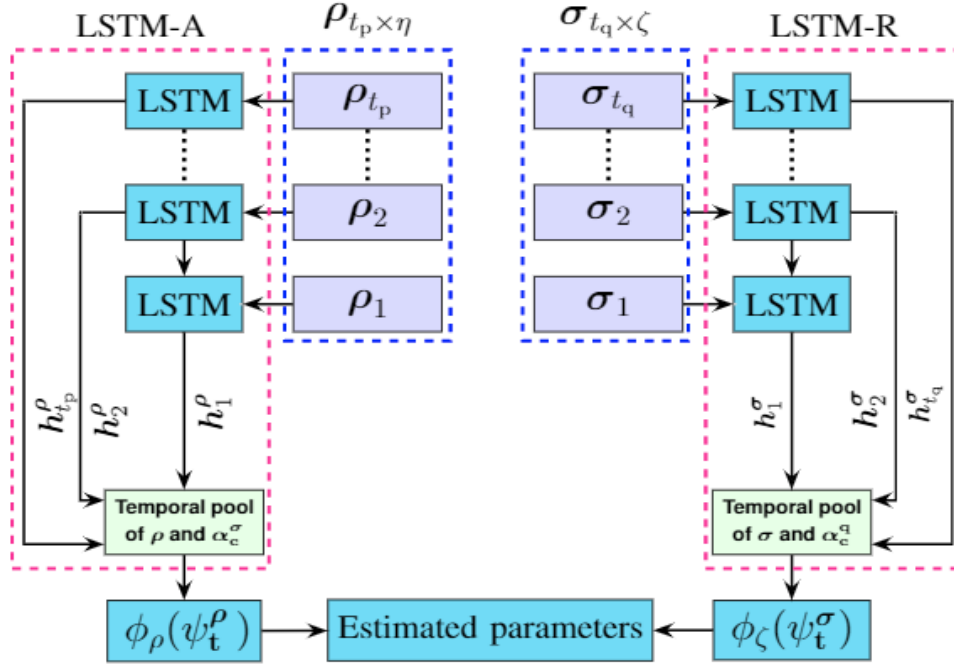 LSTM-A
ρ_{t_p×η}
σ_{t_q×ζ}
LSTM-R
LSTM
ρ_{t_p}
σ_{t_q}
LSTM
LSTM
ρ_2
σ_2
LSTM
LSTM
ρ_1
σ_1
LSTM
h^ρ_{t_p}
h^ρ_2
h^ρ_1
h^σ_1
h^σ_2
h^σ_{t_q}
Temporal pool
of ρ and α^σ_c
Temporal pool
of σ and α^q_c
ϕ_ρ(ψ^ρ_t)
Estimated parameters
ϕ_ζ(ψ^σ_t)